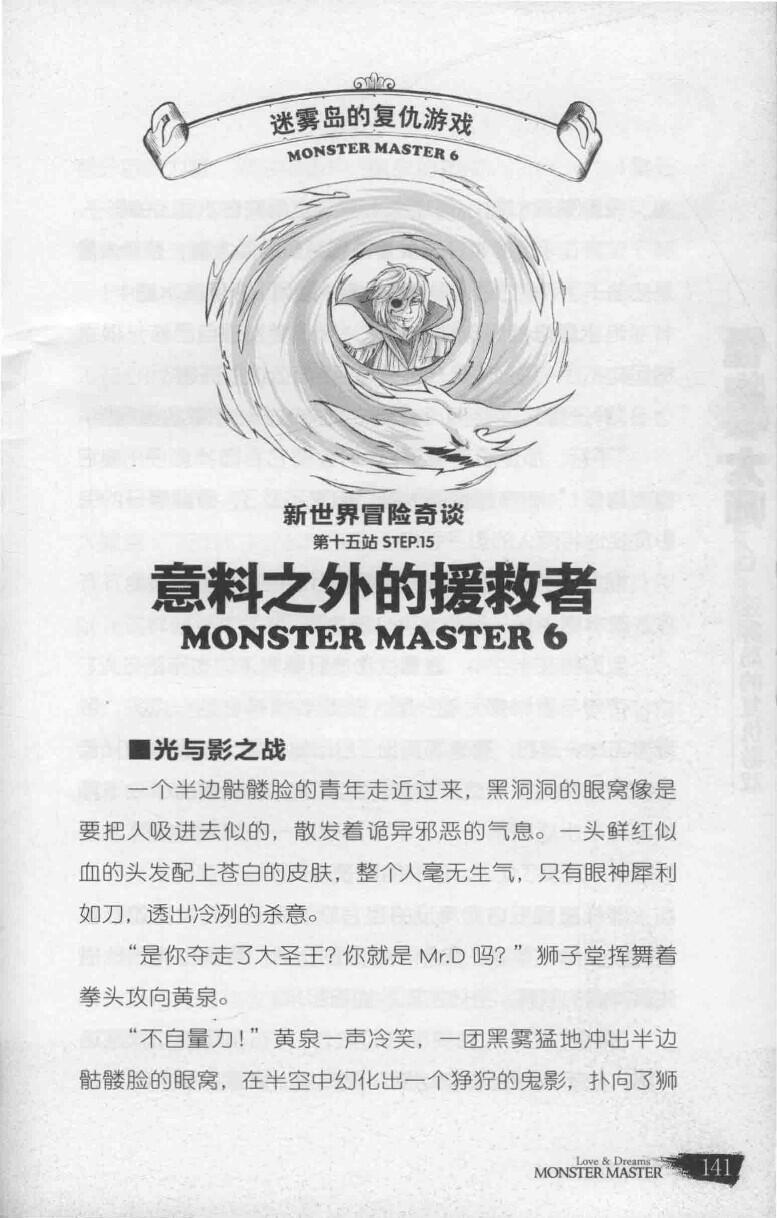 迷雾岛的复仇游戏
MONSTER MASTER 6
新世界冒险奇谈
第十五站 STEP.15
意料之外的援救者
MONSTER MASTER 6
■光与影之战
一个半边骷髅脸的青年走近过来，黑洞洞的眼窝像是
要把人吸进去似的，散发着诡异邪恶的气息。一头鲜红似
血的头发配上苍白的皮肤，整个人毫无生气，只有眼神犀利
如刀，透出冷冽的杀意。
“是你夺走了大圣王？你就是 Mr.D 吗？”狮子堂挥舞着
拳头攻向黄泉。
“不自量力！”黄泉一声冷笑，一团黑雾猛地冲出半边
骷髅脸的眼窝，在半空中幻化出一个狰狞的鬼影，扑向了狮
Love & Dreams
MONSTER MASTER
141